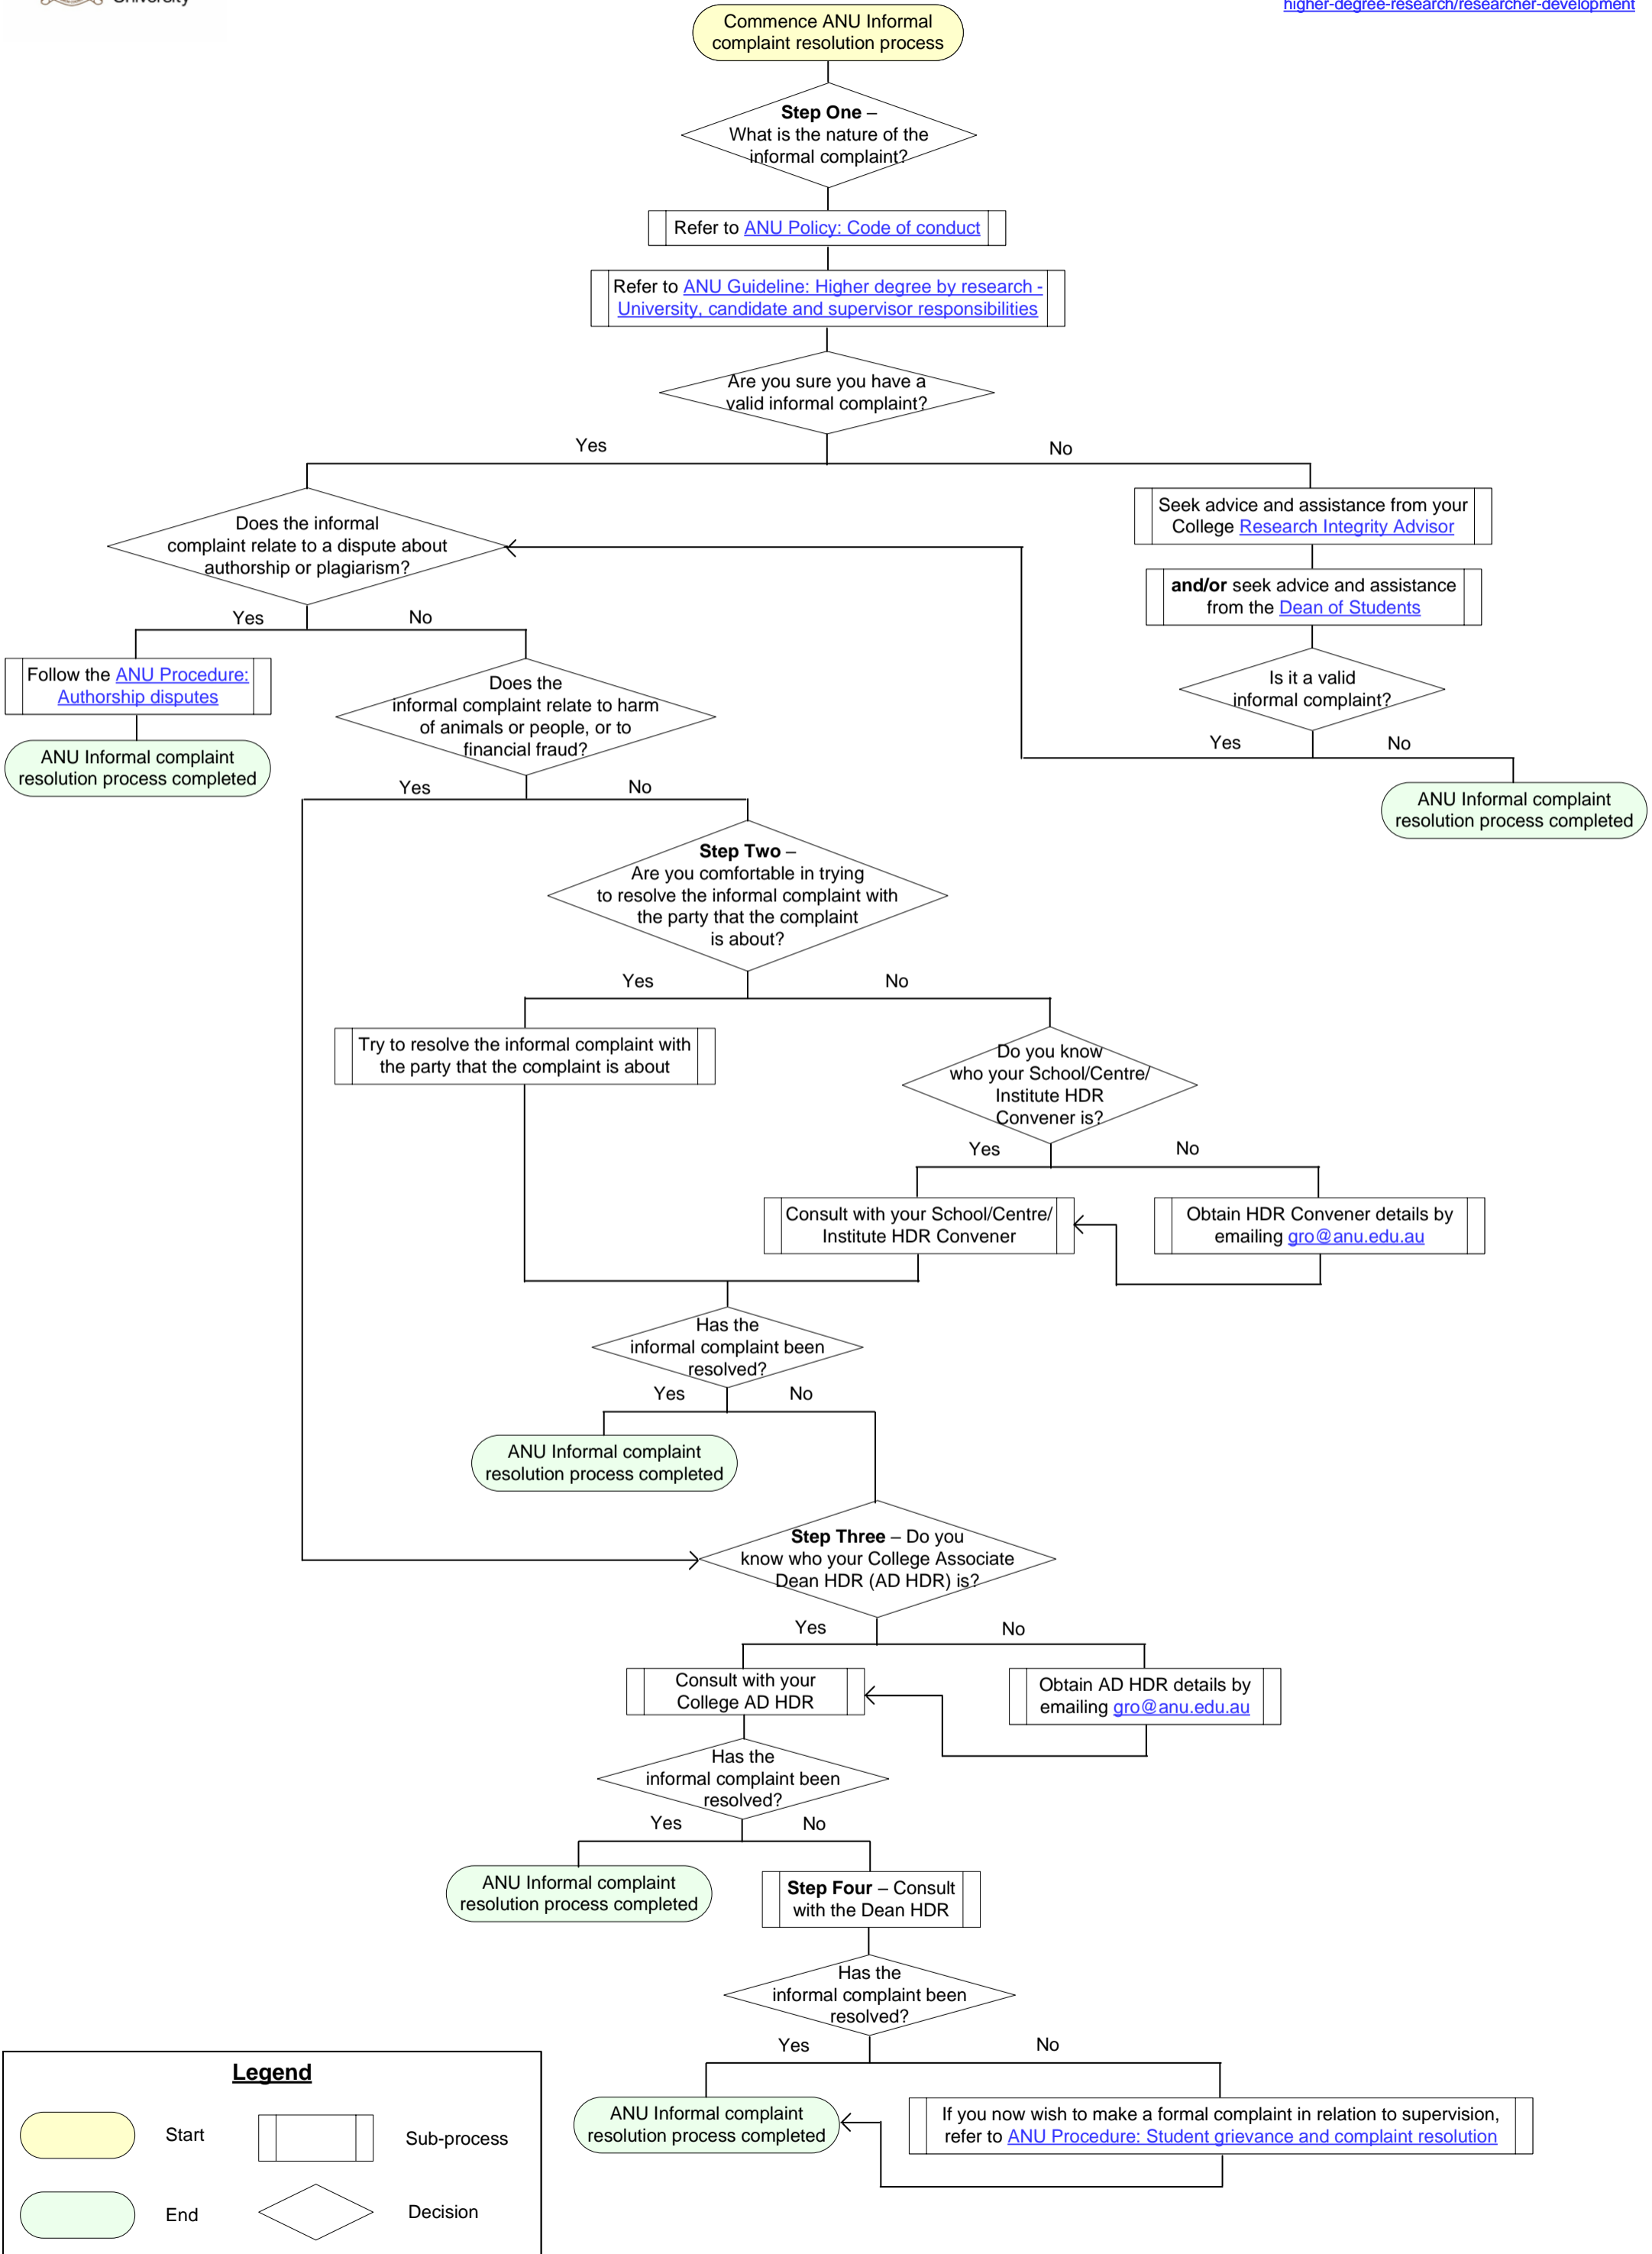 University
higher-degree-research/researcher-development
Commence ANU Informal
complaint resolution process
Step One –
What is the nature of the
informal complaint?
Refer to ANU Policy: Code of conduct
Refer to ANU Guideline: Higher degree by research -
University, candidate and supervisor responsibilities
Are you sure you have a
valid informal complaint?
Yes
No
Does the informal
complaint relate to a dispute about
authorship or plagiarism?
Seek advice and assistance from your
College Research Integrity Advisor
and/or seek advice and assistance
from the Dean of Students
Yes
No
Follow the ANU Procedure:
Authorship disputes
ANU Informal complaint
resolution process completed
Does the
informal complaint relate to harm
of animals or people, or to
financial fraud?
Is it a valid
informal complaint?
Yes
No
ANU Informal complaint
resolution process completed
Yes
No
Step Two –
Are you comfortable in trying
to resolve the informal complaint with
the party that the complaint
is about?
Yes
No
Try to resolve the informal complaint with
the party that the complaint is about
Do you know
who your School/Centre/
Institute HDR
Convener is?
Yes
No
Consult with your School/Centre/
Institute HDR Convener
Obtain HDR Convener details by
emailing gro@anu.edu.au
Has the
informal complaint been
resolved?
Yes
No
ANU Informal complaint
resolution process completed
Step Three – Do you
know who your College Associate
Dean HDR (AD HDR) is?
Yes
No
Consult with your
College AD HDR
Obtain AD HDR details by
emailing gro@anu.edu.au
Has the
informal complaint been
resolved?
Yes
No
ANU Informal complaint
resolution process completed
Step Four – Consult
with the Dean HDR
Has the
informal complaint been
resolved?
Yes
No
ANU Informal complaint
resolution process completed
If you now wish to make a formal complaint in relation to supervision,
refer to ANU Procedure: Student grievance and complaint resolution
Legend
Start
Sub-process
End
Decision